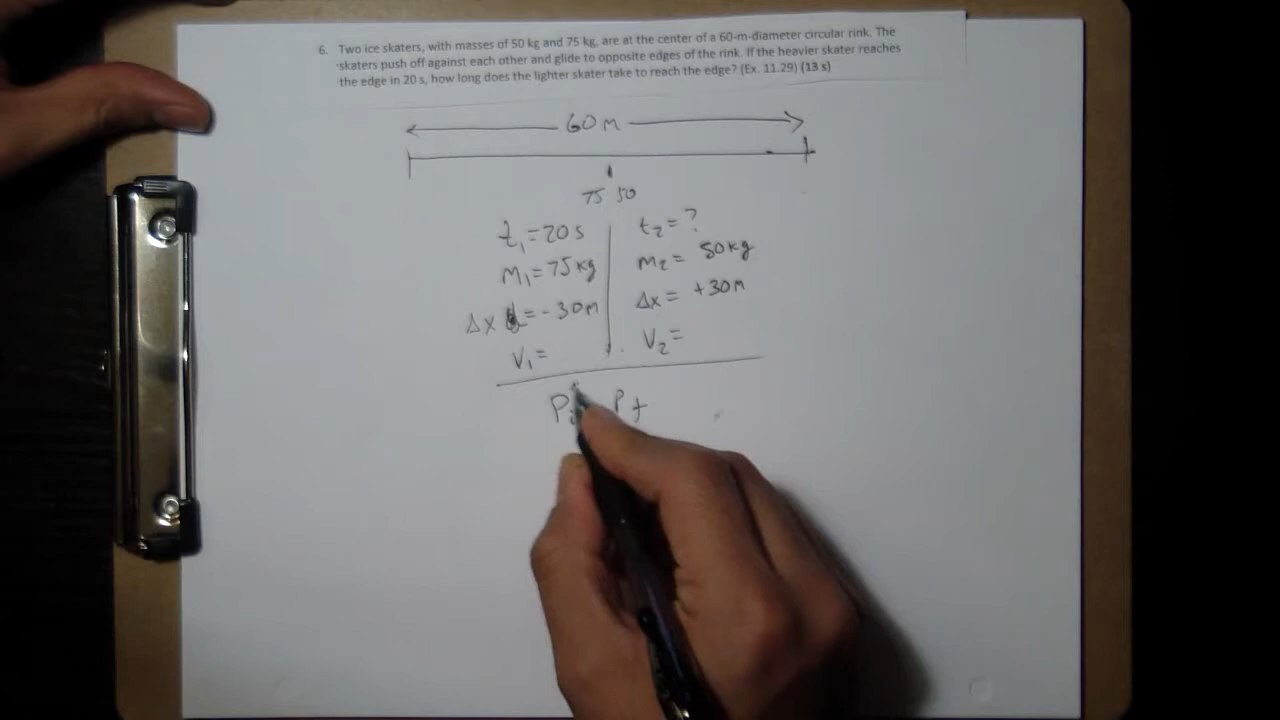 6. Two ice skaters, with masses of 50 kg and 75 kg, are at the center of a 60-m-diameter circular rink. The
skaters push off against each other and glide to opposite edges of the rink. If the heavier skater reaches
the edge in 20 s, how long does the lighter skater take to reach the edge? (Ex. 11.29) (13 s)
60 m
75 50
t₁ = 20 s
m₁ = 75 kg
Δx = - 30 m
V₁ =
t₂ = ?
m₂ = 50 kg
Δx = +30 m
V₂ =
Pi Pf